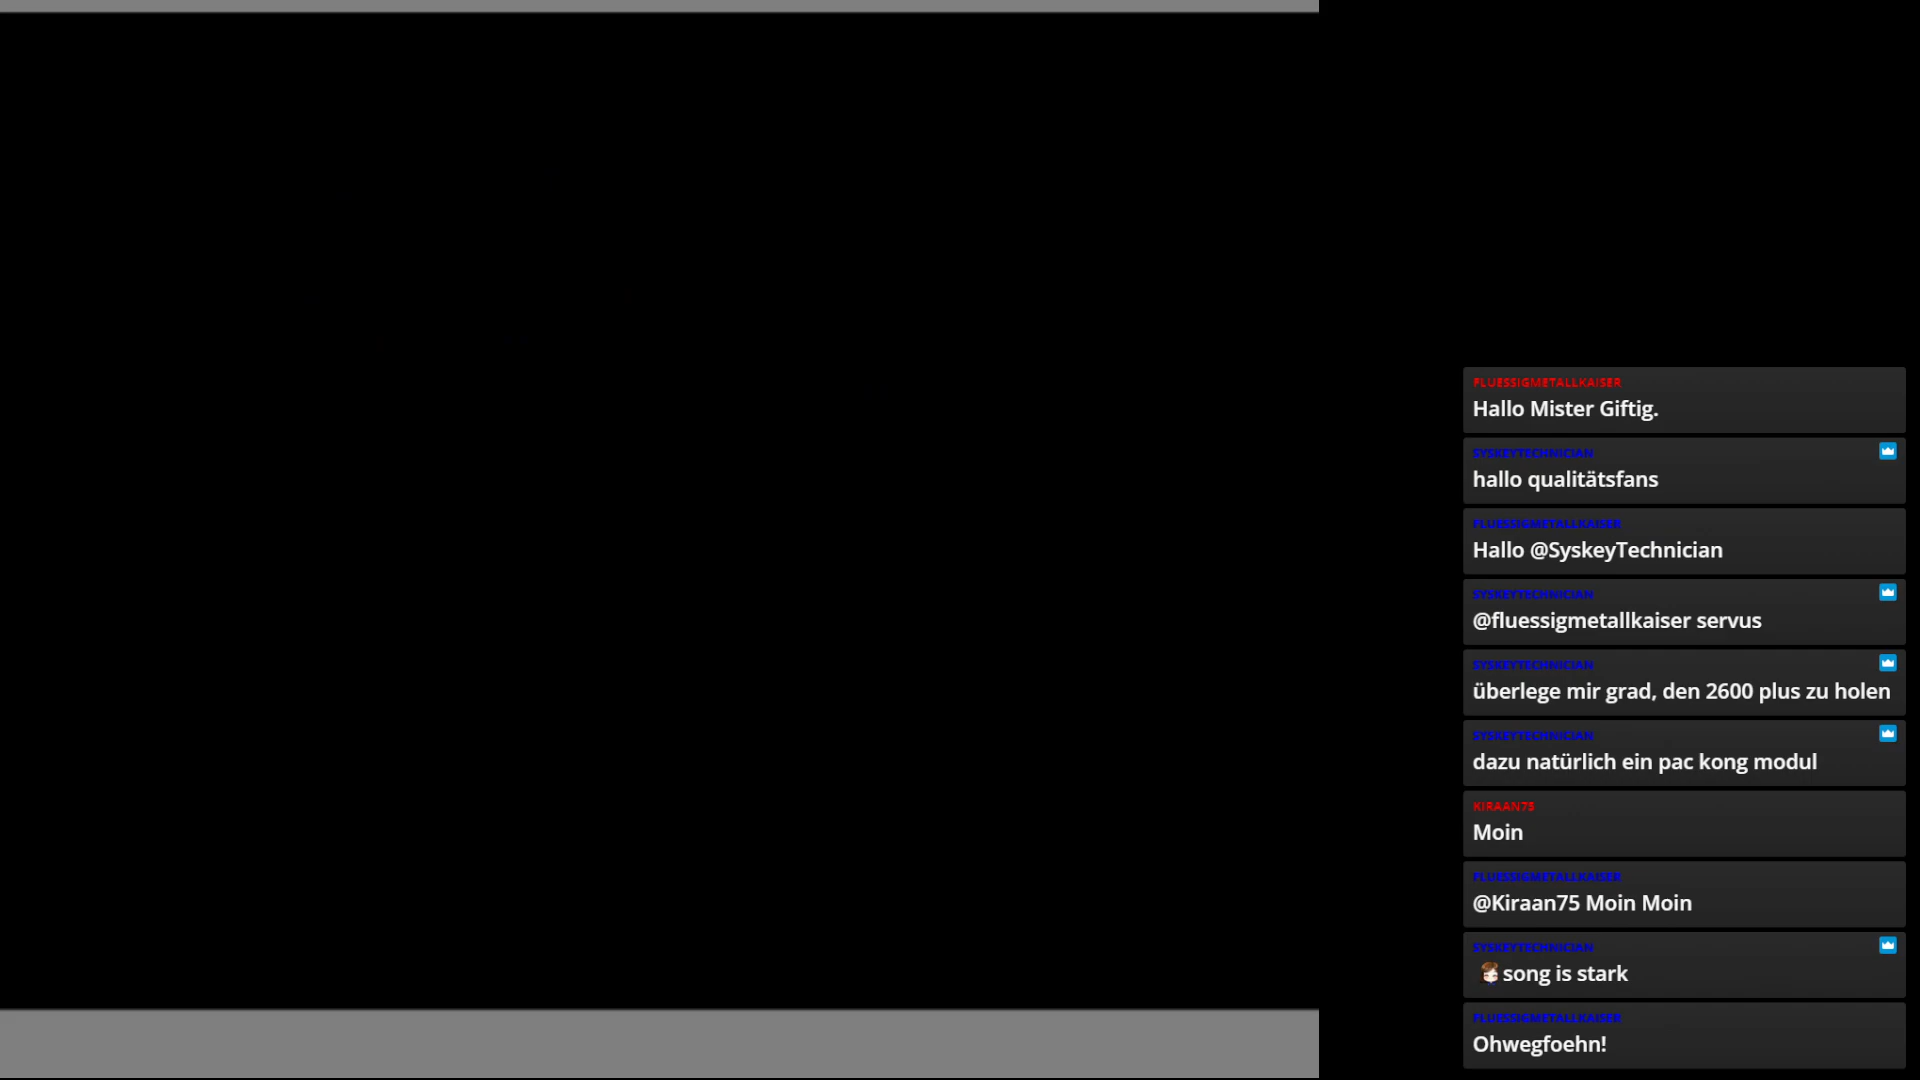 FLUESSIGMETALLKAISER
Hallo Mister Giftig.
SYSKEYTECHNICIAN
hallo qualitätsfans
FLUESSIGMETALLKAISER
Hallo @SyskeyTechnician
SYSKEYTECHNICIAN
@fluessigmetallkaiser servus
SYSKEYTECHNICIAN
überlege mir grad, den 2600 plus zu holen
SYSKEYTECHNICIAN
dazu natürlich ein pac kong modul
KIRAAN75
Moin
FLUESSIGMETALLKAISER
@Kiraan75 Moin Moin
SYSKEYTECHNICIAN
song is stark
FLUESSIGMETALLKAISER
Ohwegfoehn!